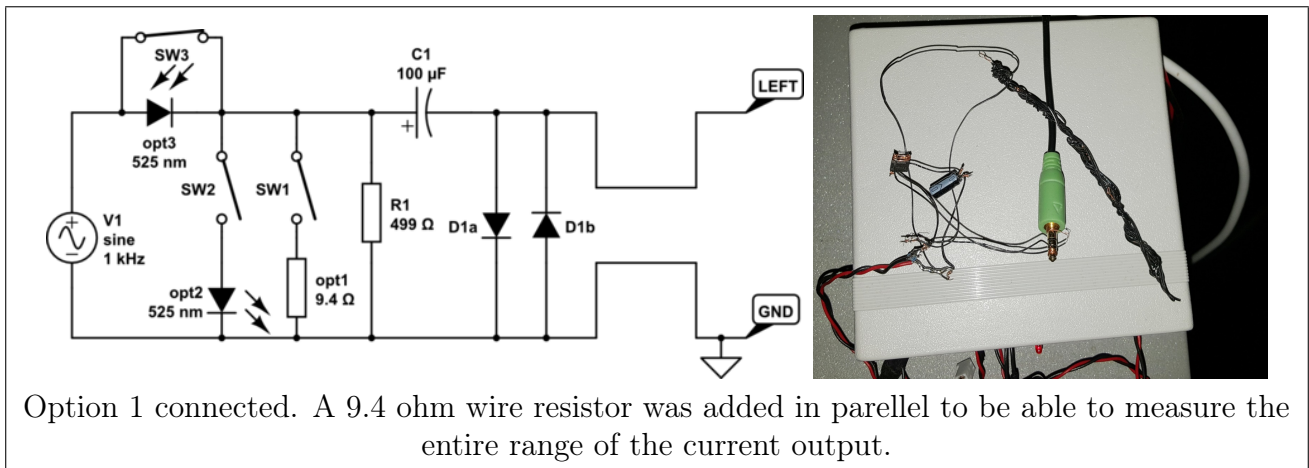 SW3
C1
100 µF
LEFT
opt3
525 nm
SW2
SW1
V1
sine
1 kHz
R1
499 Ω
D1a
D1b
opt1
9.4 Ω
opt2
525 nm
GND
Option 1 connected. A 9.4 ohm wire resistor was added in parellel to be able to measure the
entire range of the current output.